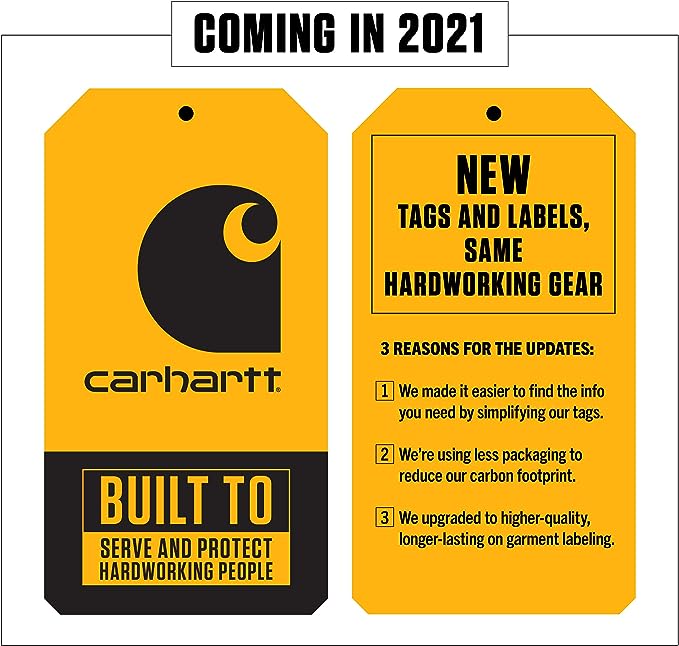 COMING IN 2021
carhartt®
BUILT TO
SERVE AND PROTECT
HARDWORKING PEOPLE
NEW
TAGS AND LABELS,
SAME
HARDWORKING GEAR
3 REASONS FOR THE UPDATES:
1 We made it easier to find the info
you need by simplifying our tags.
2 We're using less packaging to
reduce our carbon footprint.
3 We upgraded to higher-quality,
longer-lasting on garment labeling.